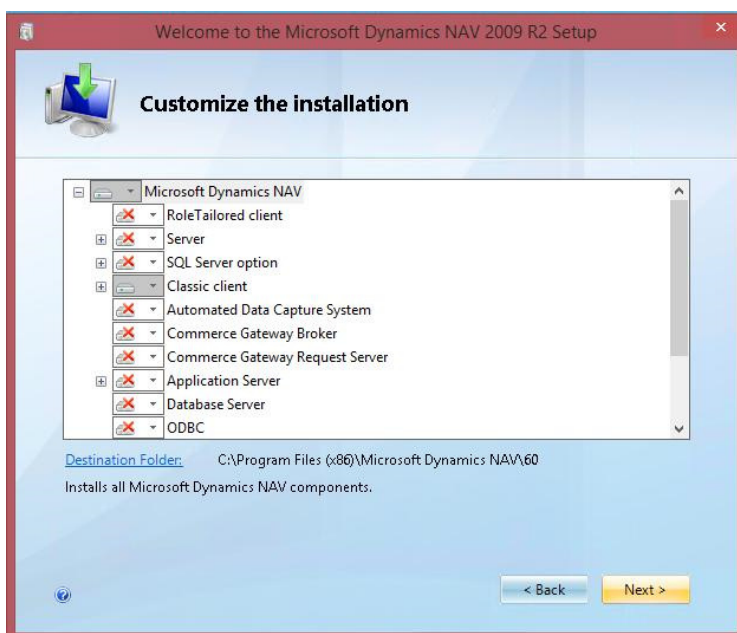 Welcome to the Microsoft Dynamics NAV 2009 R2 Setup
Customize the installation
Microsoft Dynamics NAV
RoleTailored client
Server
SQL Server option
Classic client
Automated Data Capture System
Commerce Gateway Broker
Commerce Gateway Request Server
Application Server
Database Server
ODBC
Destination Folder: C:\Program Files (x86)\Microsoft Dynamics NAV\60
Installs all Microsoft Dynamics NAV components.
< Back Next >